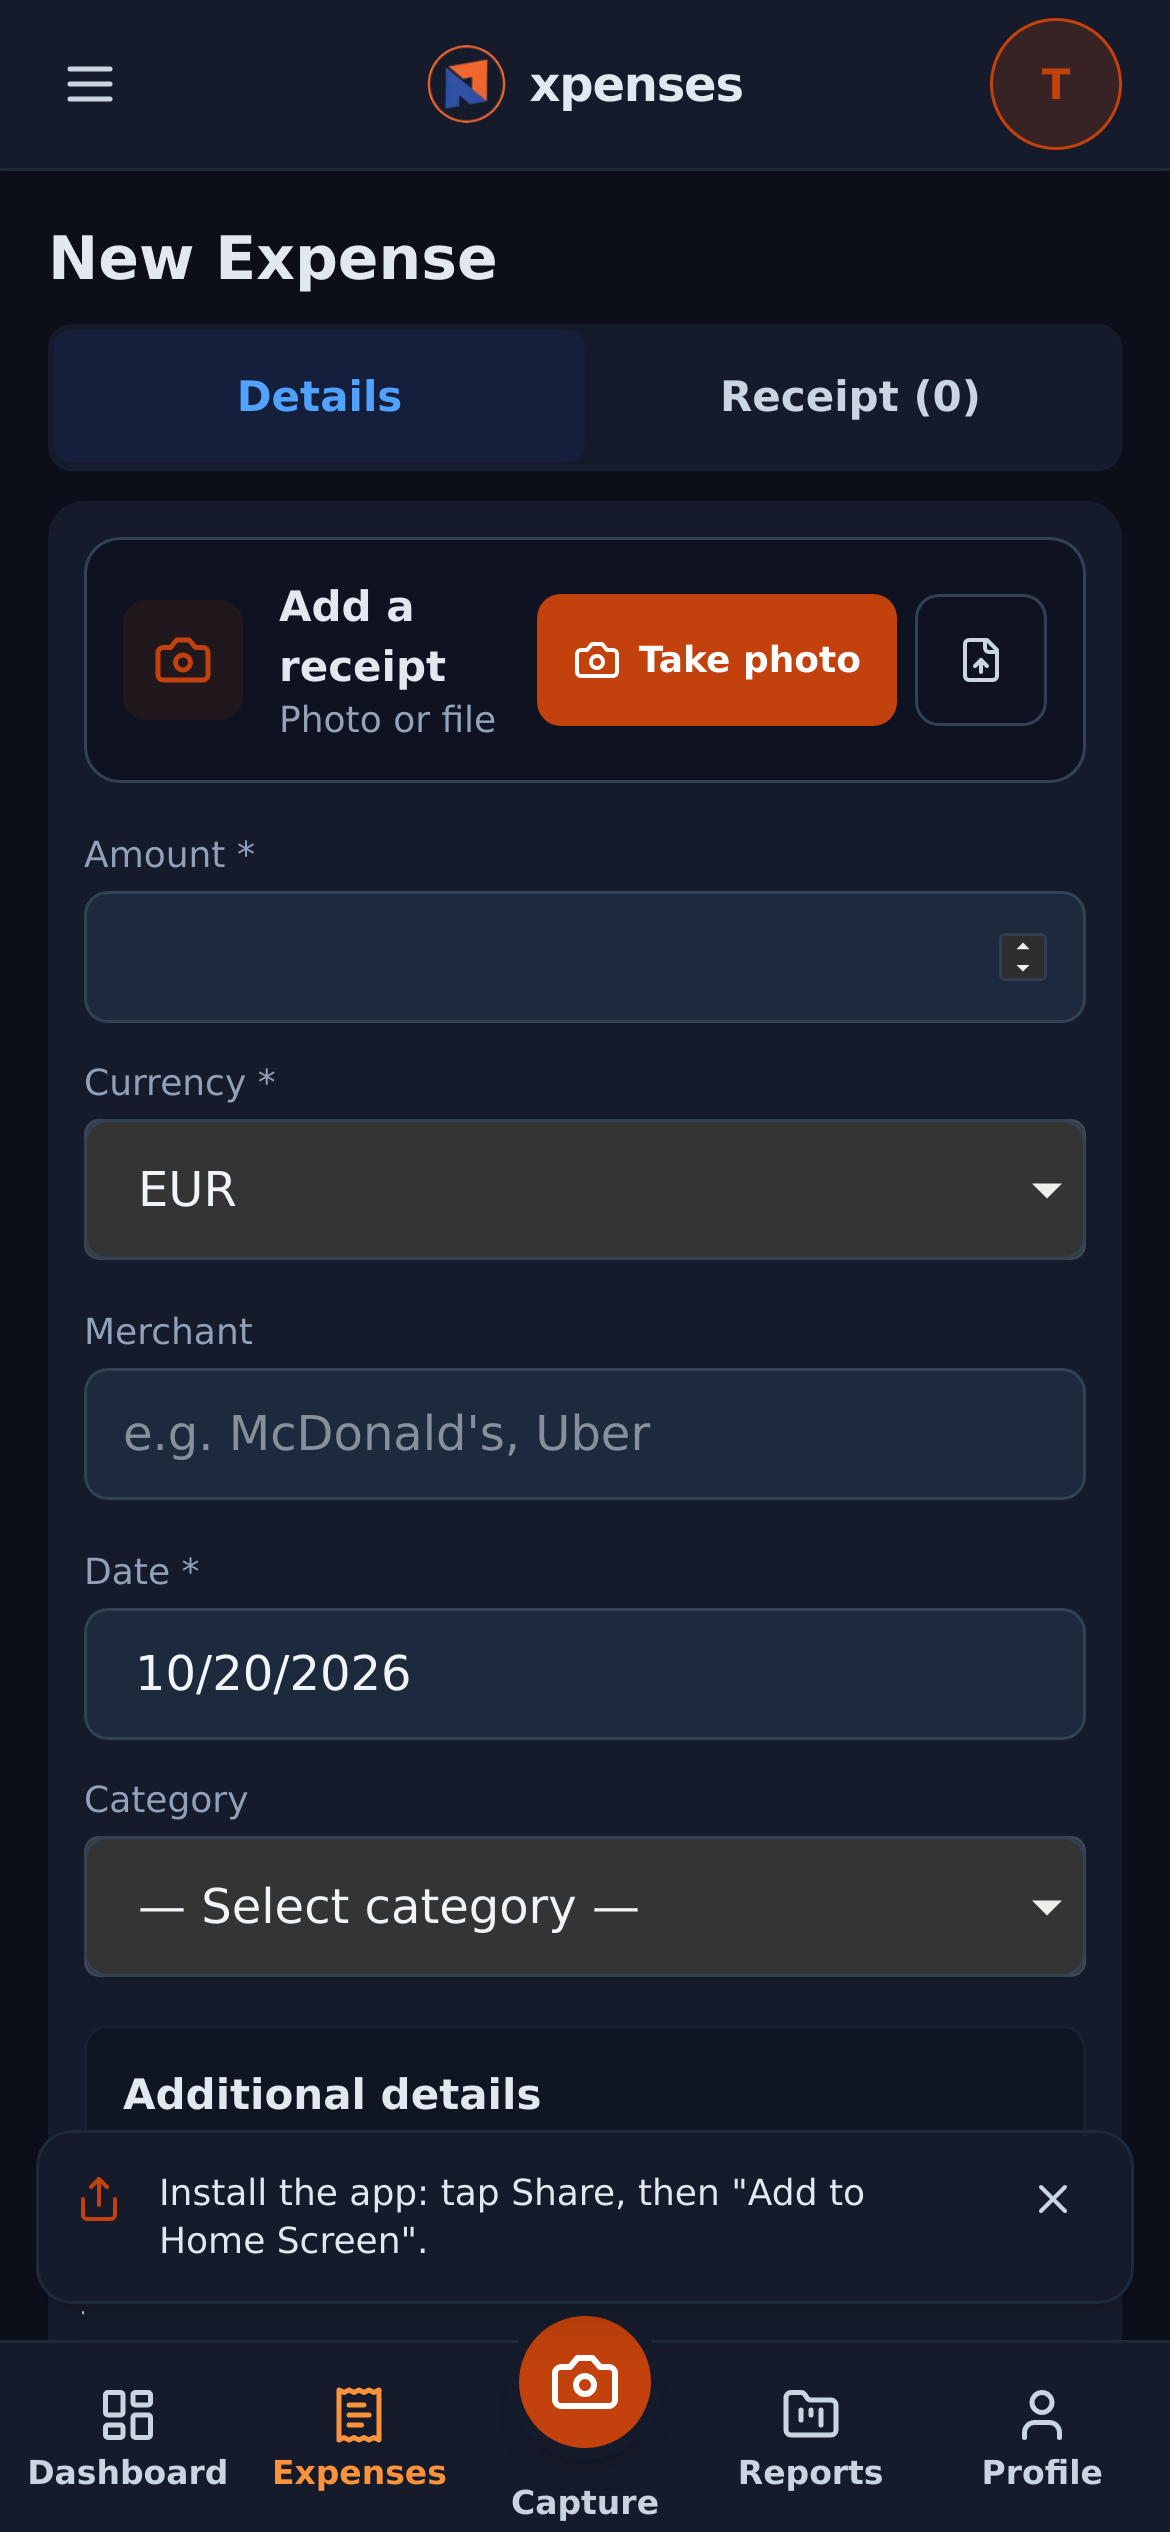 xpenses
T
New Expense
Details
Receipt (0)
Add a
receipt
Photo or file
Take photo
Amount *
Currency *
EUR
Merchant
e.g. McDonald's, Uber
Date *
10/20/2026
Category
— Select category —
Additional details
Install the app: tap Share, then "Add to
Home Screen".
Dashboard
Expenses
Capture
Reports
Profile